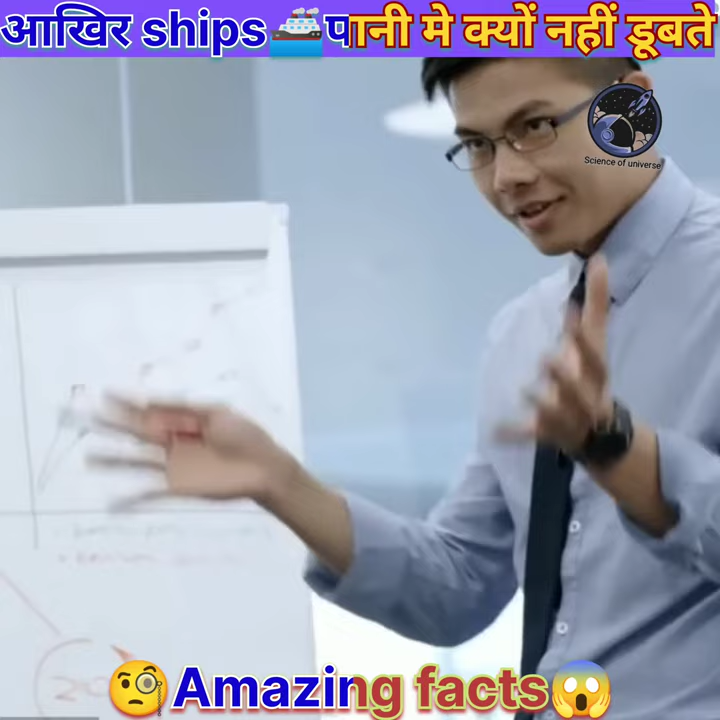 आखिर ships🚢पानी मे क्यों नहीं डूबते
Science of universe
🧐Amazing facts😱